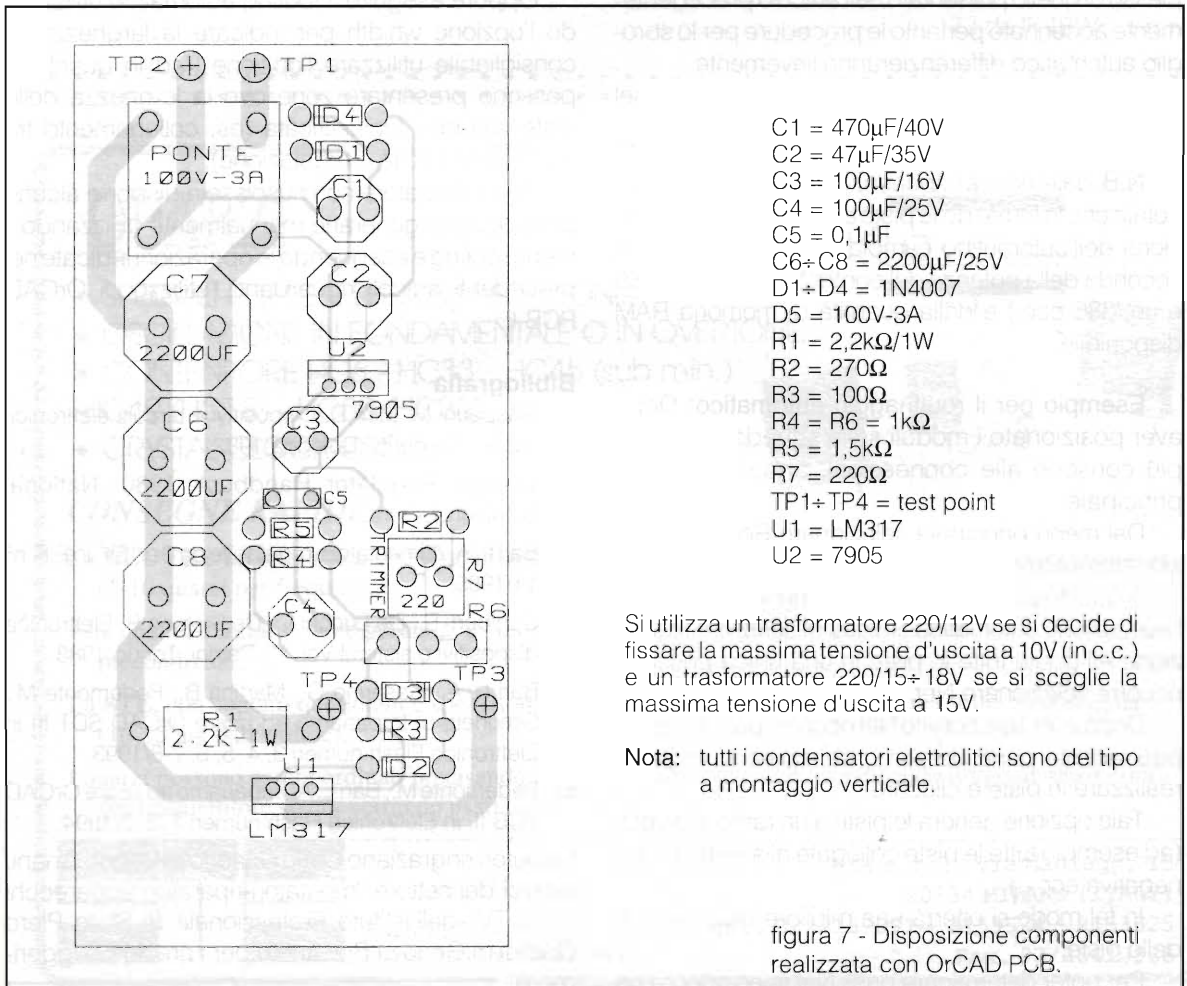 TP2 TP1
D4
PONTE
100V-3A
D1
C1
C7
C2
2200UF
U2
7905
C6
C3
2200UF
C5
R5
R2
R4
TRIMMER
R7
220
C8
C4
R6
2200UF
TP4
TP3
D3
R1
2.2K-1W
R3
U1
D2
LM317
C1 = 470µF/40V
C2 = 47µF/35V
C3 = 100µF/16V
C4 = 100µF/25V
C5 = 0,1µF
C6÷C8 = 2200µF/25V
D1÷D4 = 1N4007
D5 = 100V-3A
R1 = 2,2kΩ/1W
R2 = 270Ω
R3 = 100Ω
R4 = R6 = 1kΩ
R5 = 1,5kΩ
R7 = 220Ω
TP1÷TP4 = test point
U1 = LM317
U2 = 7905
Si utilizza un trasformatore 220/12V se si decide di
fissare la massima tensione d'uscita a 10V (in c.c.)
e un trasformatore 220/15÷18V se si sceglie la
massima tensione d'uscita a 15V.
Nota: tutti i condensatori elettrolitici sono del tipo
a montaggio verticale.
figura 7 - Disposizione componenti
realizzata con OrCAD PCB.